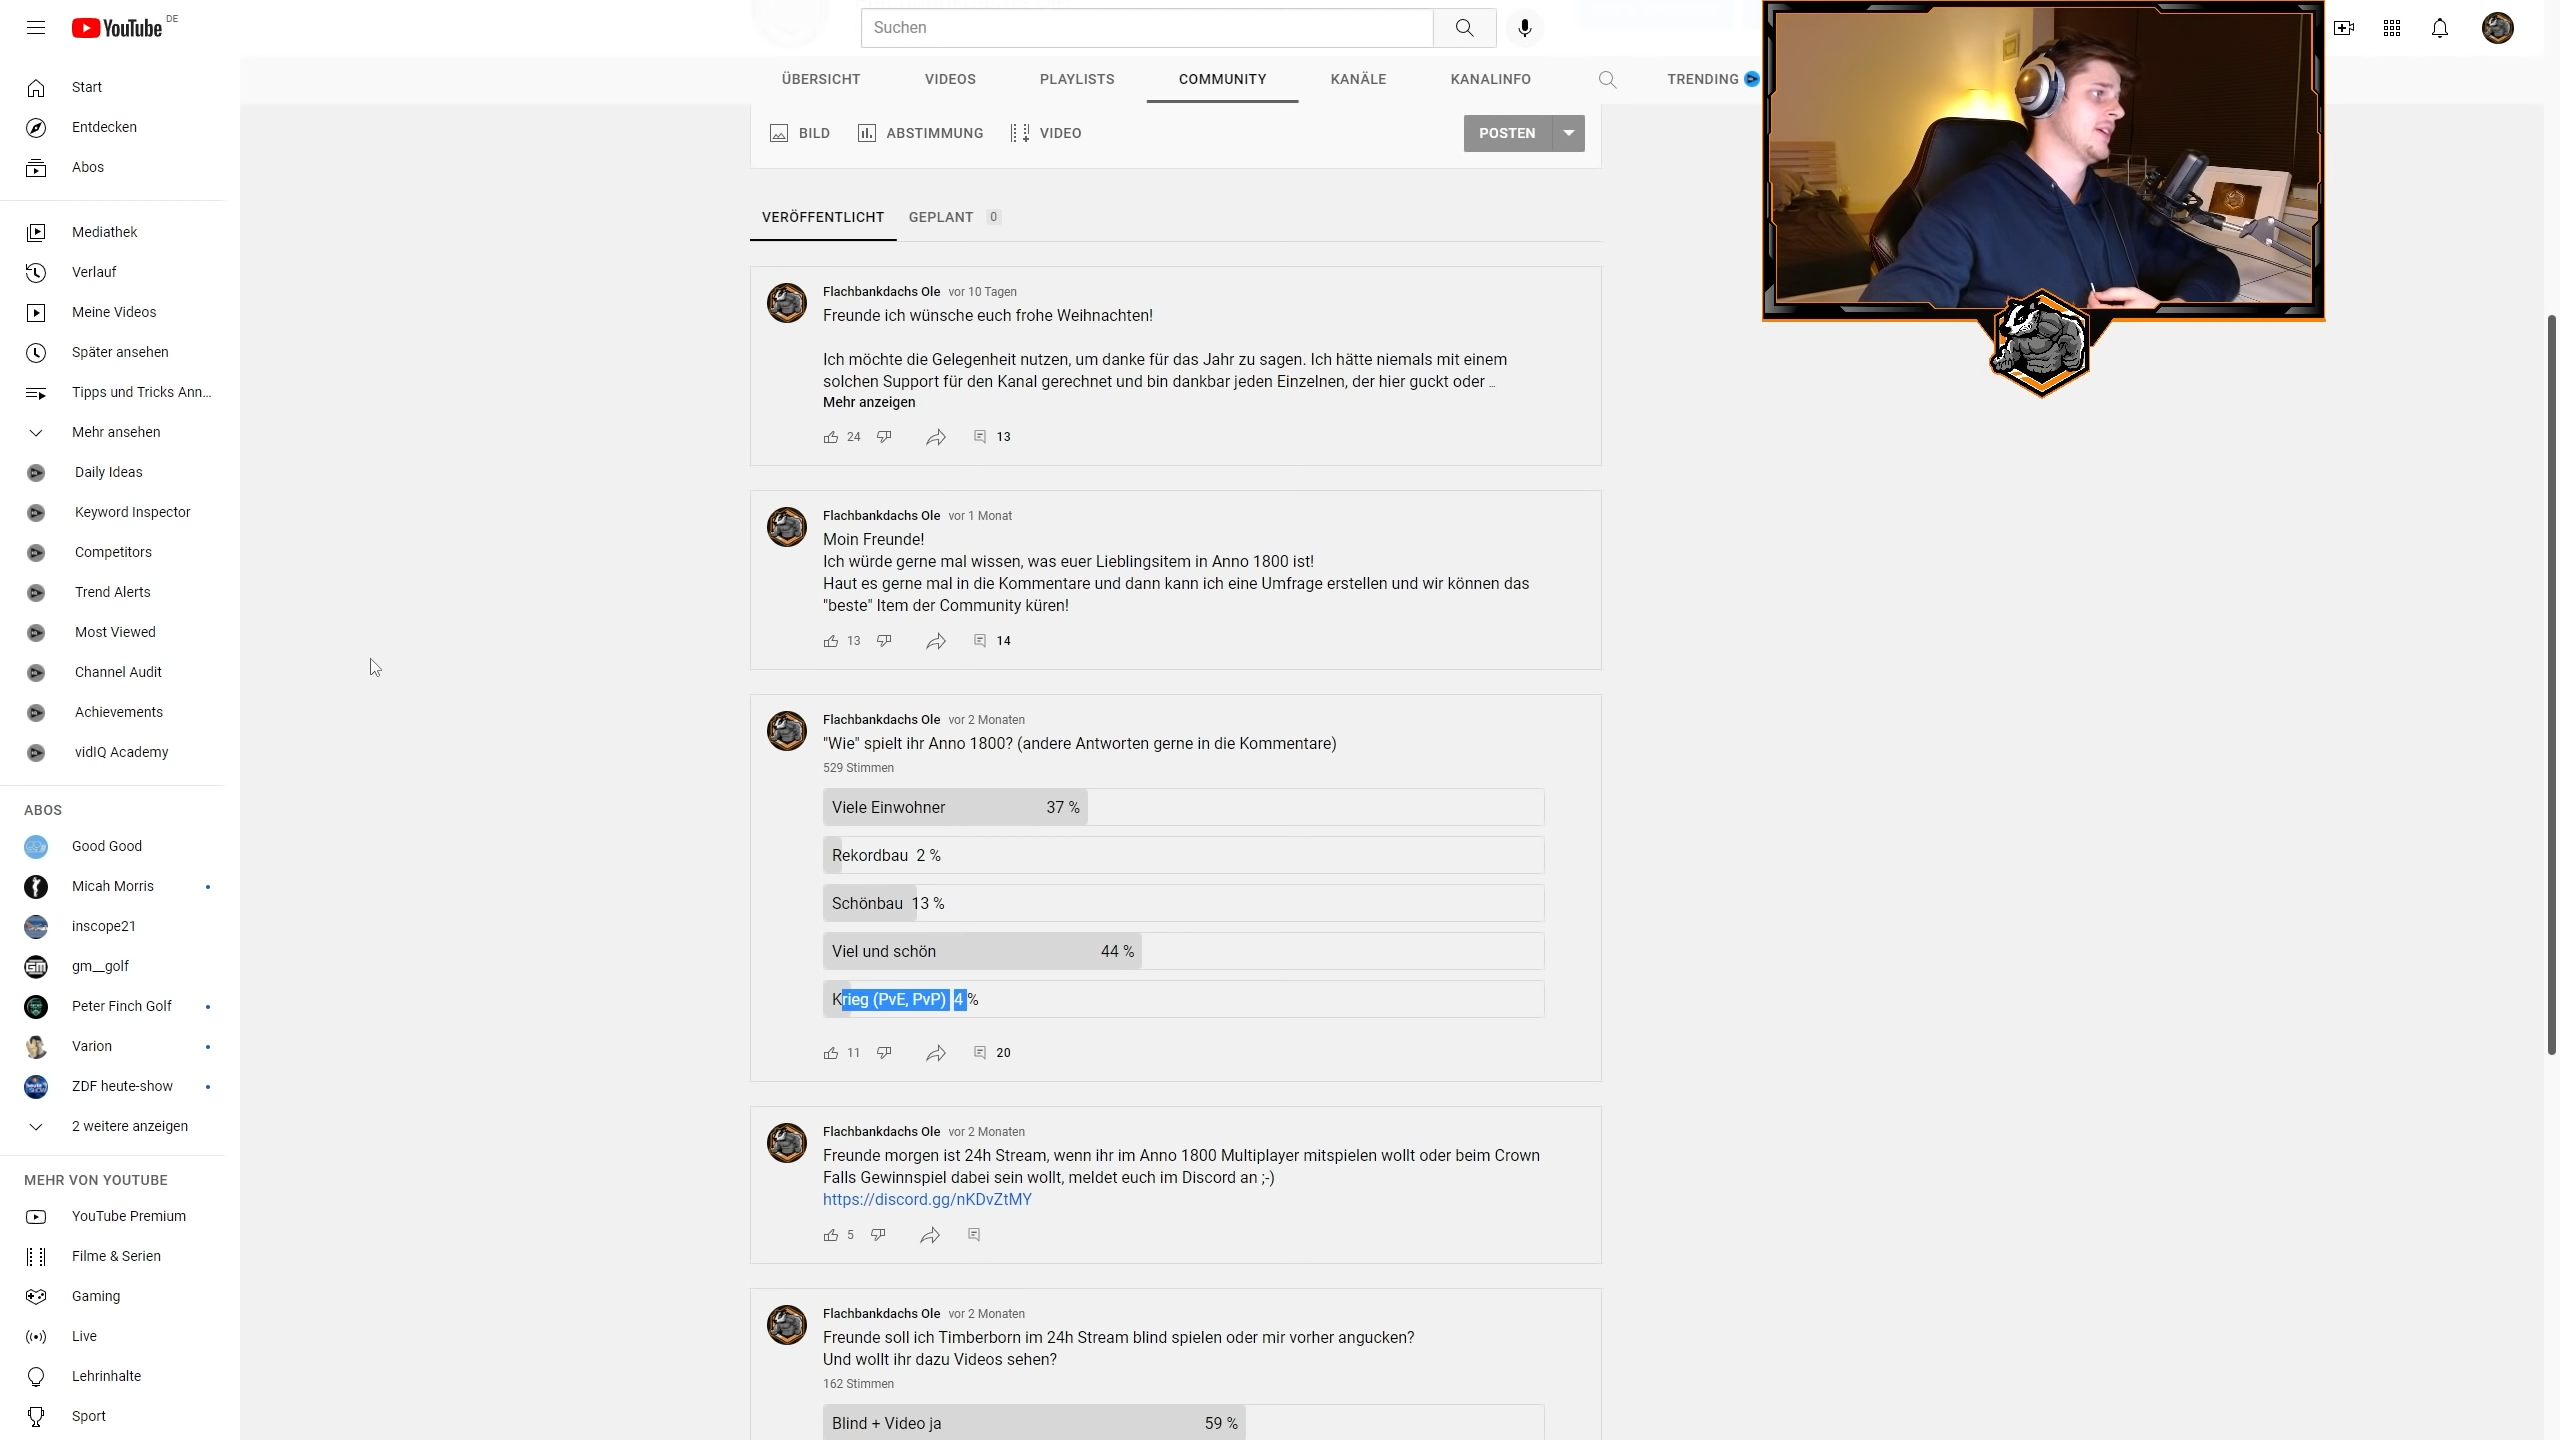 YouTube DE
Suchen
ÜBERSICHT VIDEOS PLAYLISTS COMMUNITY KANÄLE KANALINFO TRENDING
BILD ABSTIMMUNG VIDEO POSTEN
VERÖFFENTLICHT GEPLANT 0
Start
Entdecken
Abos
Mediathek
Verlauf
Meine Videos
Später ansehen
Tipps und Tricks Ann...
Mehr ansehen
Daily Ideas
Keyword Inspector
Competitors
Trend Alerts
Most Viewed
Channel Audit
Achievements
vidIQ Academy
ABOS
Good Good
Micah Morris
inscope21
gm__golf
Peter Finch Golf
Varion
ZDF heute-show
2 weitere anzeigen
MEHR VON YOUTUBE
YouTube Premium
Filme & Serien
Gaming
Live
Lehrinhalte
Sport
Flachbankdachs Ole vor 10 Tagen
Freunde ich wünsche euch frohe Weihnachten!
Ich möchte die Gelegenheit nutzen, um danke für das Jahr zu sagen. Ich hätte niemals mit einem
solchen Support für den Kanal gerechnet und bin dankbar jeden Einzelnen, der hier guckt oder ...
Mehr anzeigen
24 13
Flachbankdachs Ole vor 1 Monat
Moin Freunde!
Ich würde gerne mal wissen, was euer Lieblingsitem in Anno 1800 ist!
Haut es gerne mal in die Kommentare und dann kann ich eine Umfrage erstellen und wir können das
"beste" Item der Community küren!
13 14
Flachbankdachs Ole vor 2 Monaten
"Wie" spielt ihr Anno 1800? (andere Antworten gerne in die Kommentare)
529 Stimmen
Viele Einwohner 37 %
Rekordbau 2 %
Schönbau 13 %
Viel und schön 44 %
Krieg (PvE, PvP) 4 %
11 20
Flachbankdachs Ole vor 2 Monaten
Freunde morgen ist 24h Stream, wenn ihr im Anno 1800 Multiplayer mitspielen wollt oder beim Crown
Falls Gewinnspiel dabei sein wollt, meldet euch im Discord an ;-)
https://discord.gg/nKDvZtMY
5
Flachbankdachs Ole vor 2 Monaten
Freunde soll ich Timberborn im 24h Stream blind spielen oder mir vorher angucken?
Und wollt ihr dazu Videos sehen?
162 Stimmen
Blind + Video ja 59 %